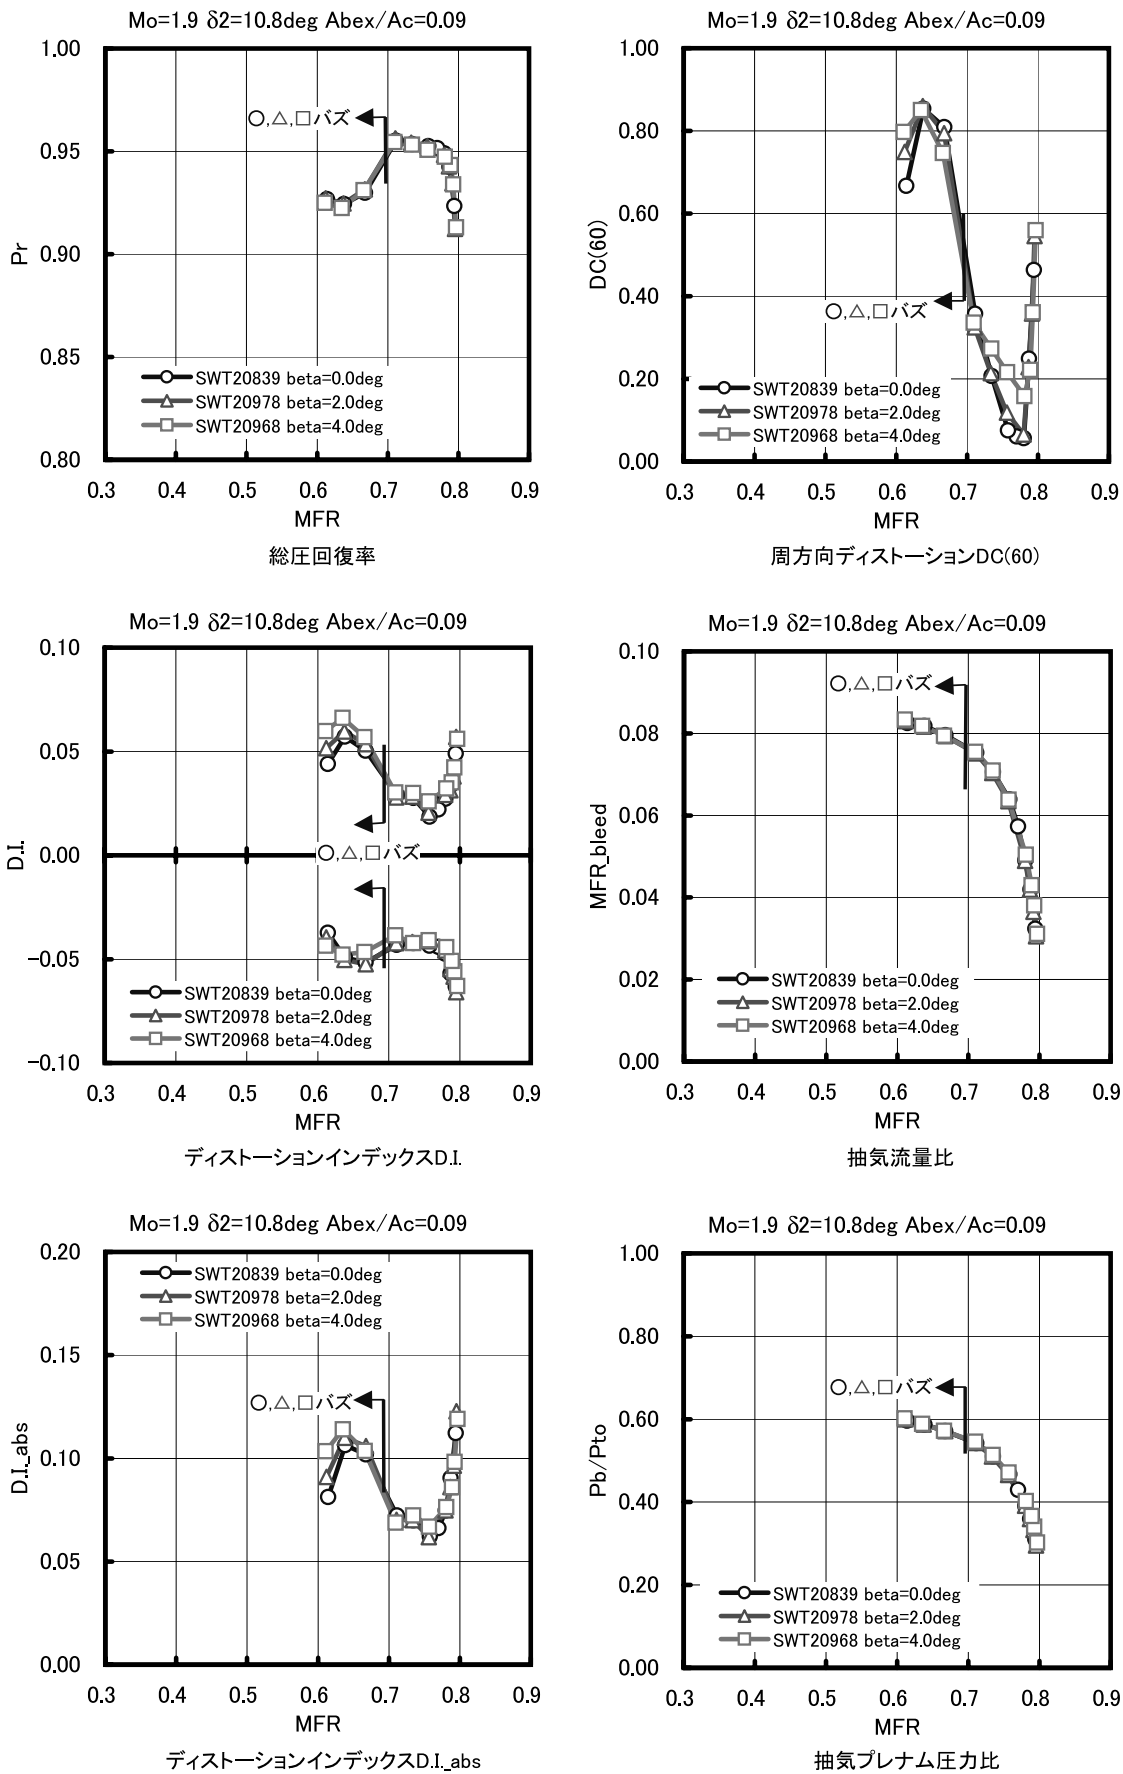 Mo=1.9 δ2=10.8deg Abex/Ac=0.09
1.00
0.95
0.90
0.85
0.80
Pr
○,△,□バズ
SWT20839 beta=0.0deg
SWT20978 beta=2.0deg
SWT20968 beta=4.0deg
0.3 0.4 0.5 0.6 0.7 0.8 0.9
MFR
総圧回復率
Mo=1.9 δ2=10.8deg Abex/Ac=0.09
1.00
0.80
0.60
0.40
0.20
0.00
DC(60)
○,△,□バズ
SWT20839 beta=0.0deg
SWT20978 beta=2.0deg
SWT20968 beta=4.0deg
0.3 0.4 0.5 0.6 0.7 0.8 0.9
MFR
周方向ディストーションDC(60)
Mo=1.9 δ2=10.8deg Abex/Ac=0.09
0.10
0.05
0.00
-0.05
-0.10
D.I.
○,△,□バズ
SWT20839 beta=0.0deg
SWT20978 beta=2.0deg
SWT20968 beta=4.0deg
0.3 0.4 0.5 0.6 0.7 0.8 0.9
MFR
ディストーションインデックスD.I.
Mo=1.9 δ2=10.8deg Abex/Ac=0.09
0.10
0.08
0.06
0.04
0.02
0.00
MFR_bleed
○,△,□バズ
SWT20839 beta=0.0deg
SWT20978 beta=2.0deg
SWT20968 beta=4.0deg
0.3 0.4 0.5 0.6 0.7 0.8 0.9
MFR
抽気流量比
Mo=1.9 δ2=10.8deg Abex/Ac=0.09
0.20
0.15
0.10
0.05
0.00
D.I._abs
SWT20839 beta=0.0deg
SWT20978 beta=2.0deg
SWT20968 beta=4.0deg
○,△,□バズ
0.3 0.4 0.5 0.6 0.7 0.8 0.9
MFR
ディストーションインデックスD.I._abs
Mo=1.9 δ2=10.8deg Abex/Ac=0.09
1.00
0.80
0.60
0.40
0.20
0.00
Pb/Pto
○,△,□バズ
SWT20839 beta=0.0deg
SWT20978 beta=2.0deg
SWT20968 beta=4.0deg
0.3 0.4 0.5 0.6 0.7 0.8 0.9
MFR
抽気プレナム圧力比